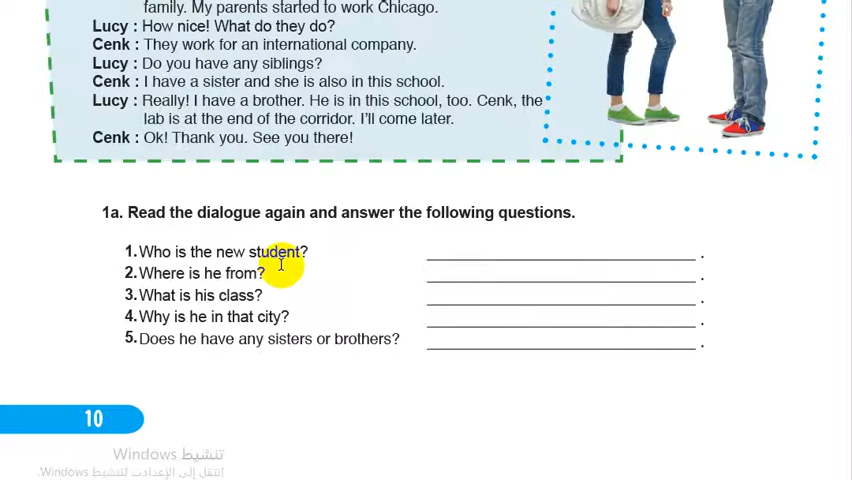 family. My parents started to work Chicago.
Lucy : How nice! What do they do?
Cenk : They work for an international company.
Lucy : Do you have any siblings?
Cenk : I have a sister and she is also in this school.
Lucy : Really! I have a brother. He is in this school, too. Cenk, the
lab is at the end of the corridor. I'll come later.
Cenk : Ok! Thank you. See you there!
1a. Read the dialogue again and answer the following questions.
1. Who is the new student? ______________________ .
2. Where is he from? ______________________ .
3. What is his class? ______________________ .
4. Why is he in that city? ______________________ .
5. Does he have any sisters or brothers? ______________________ .
10
تنشيط Windows
انتقل إلى الإعدادات لتنشيط Windows.